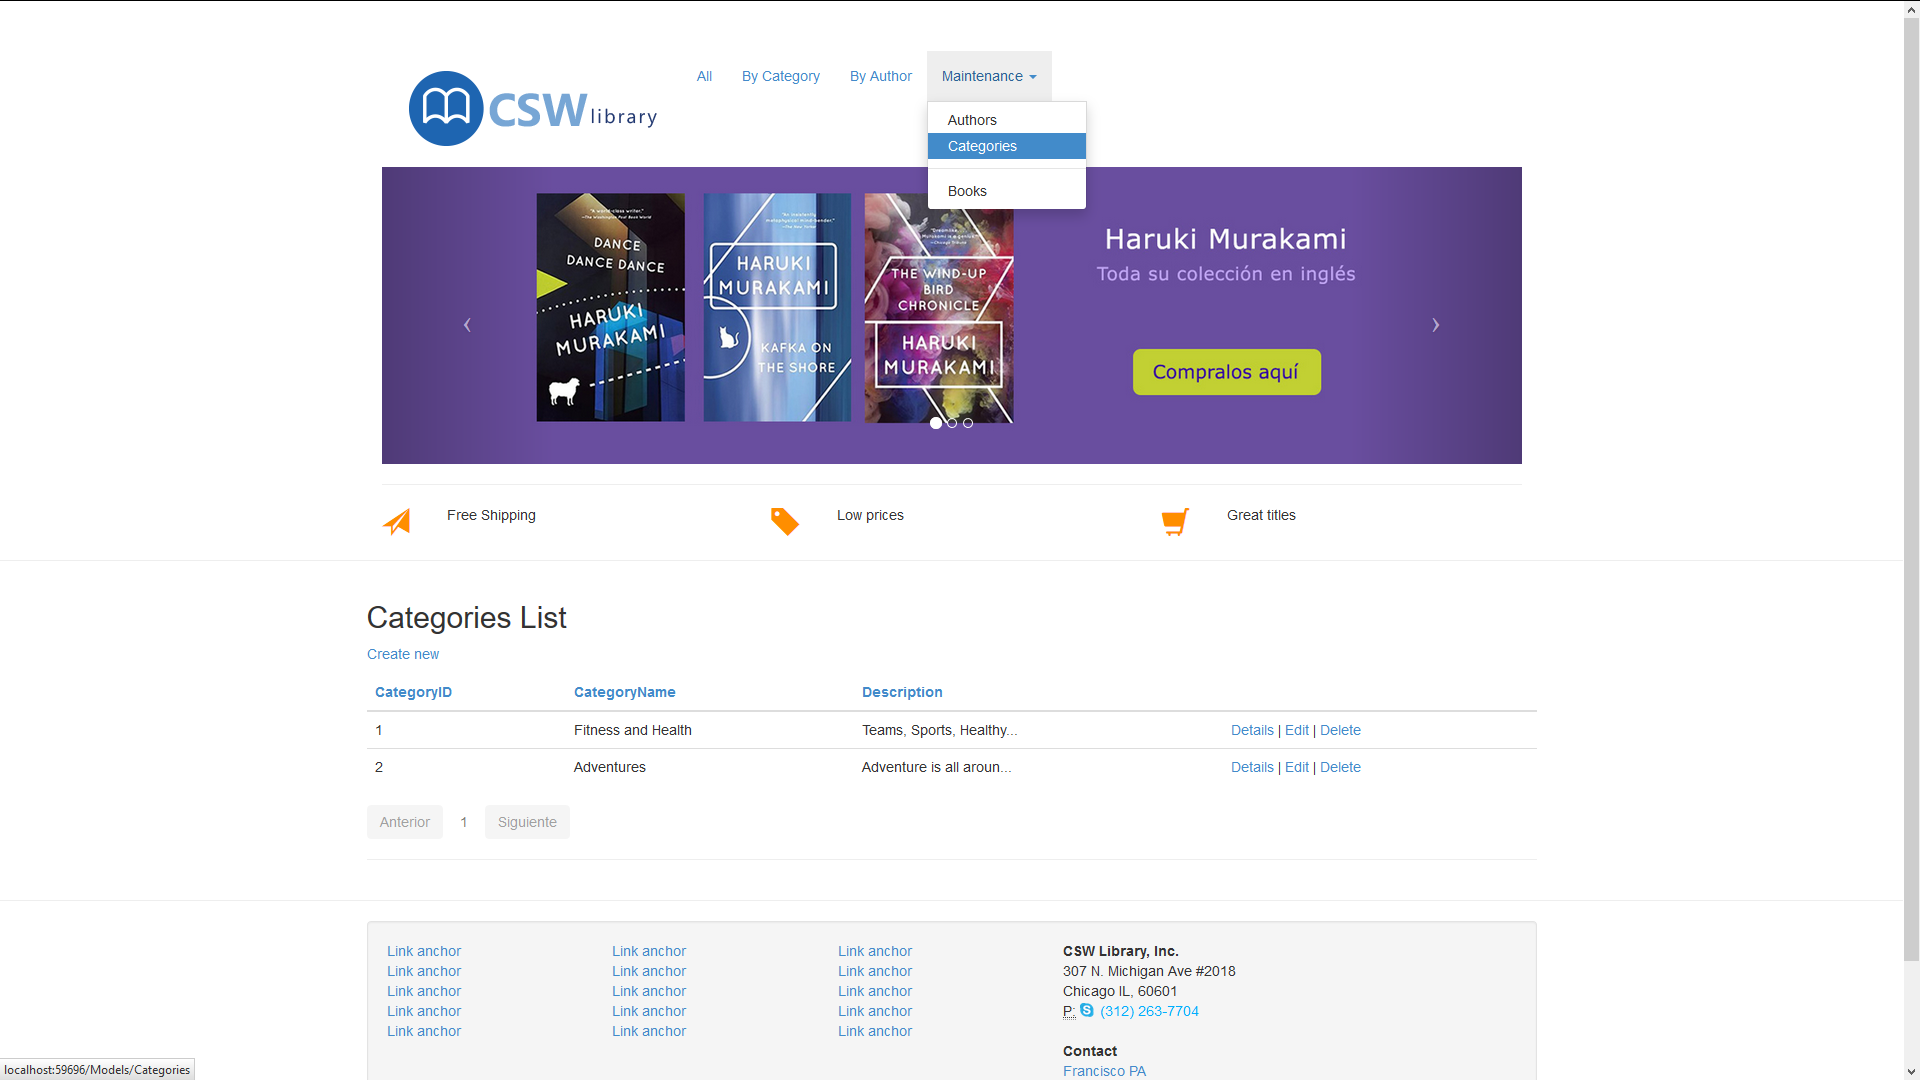 All By Category By Author Maintenance
CSW library
Authors
Categories
Books
"A world-class writer."
DANCE
DANCE DANCE
HARUKI
MURAKAMI
HARUKI
MURAKAMI
KAFKA ON
THE SHORE
THE WIND-UP
BIRD
CHRONICLE
HARUKI
MURAKAMI
Haruki Murakami
Toda su colección en inglés
Compralos aquí
Free Shipping Low prices Great titles
Categories List
Create new
CategoryID CategoryName Description
1 Fitness and Health Teams, Sports, Healthy... Details | Edit | Delete
2 Adventures Adventure is all aroun... Details | Edit | Delete
Anterior 1 Siguiente
Link anchor Link anchor Link anchor CSW Library, Inc.
Link anchor Link anchor Link anchor 307 N. Michigan Ave #2018
Link anchor Link anchor Link anchor Chicago IL, 60601
Link anchor Link anchor Link anchor P: (312) 263-7704
Link anchor Link anchor Link anchor
Contact
Francisco PA
localhost:59696/Models/Categories